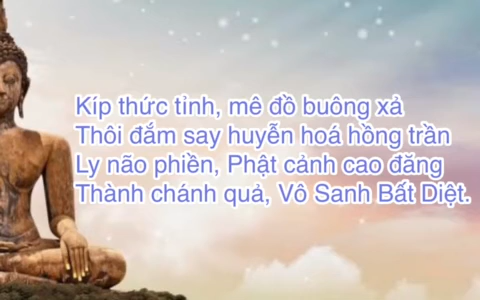 Kíp thức tỉnh, mê đồ buông xả
Thôi đắm say huyễn hoá hồng trần
Ly não phiền, Phật cảnh cao đăng
Thành chánh quả, Vô Sanh Bất Diệt.